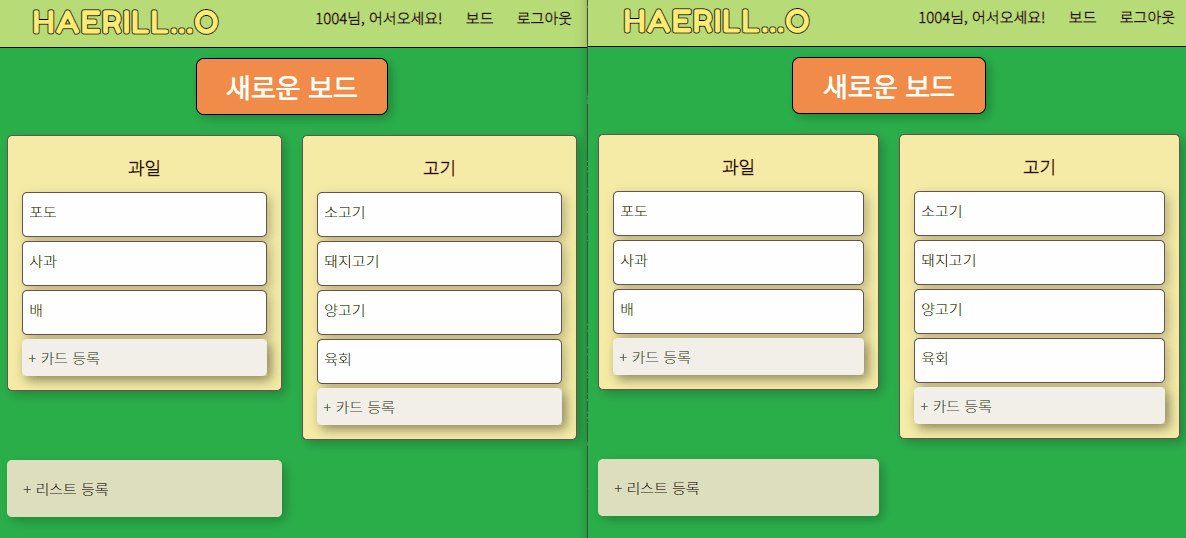 HAERILL...O
1004님, 어서오세요! 보드 로그아웃
새로운 보드
과일
포도
사과
배
+ 카드 등록
고기
소고기
돼지고기
양고기
육회
+ 카드 등록
+ 리스트 등록
HAERILL...O
1004님, 어서오세요! 보드 로그아웃
새로운 보드
과일
포도
사과
배
+ 카드 등록
고기
소고기
돼지고기
양고기
육회
+ 카드 등록
+ 리스트 등록